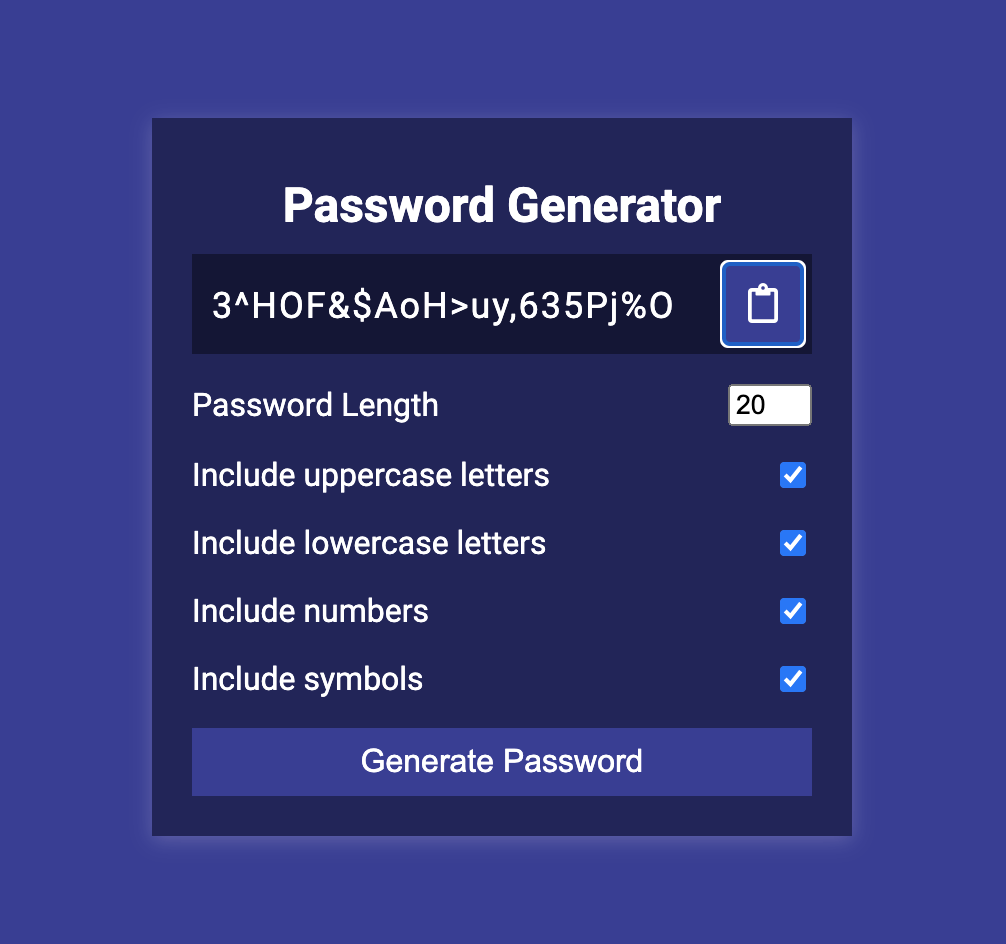 Password Generator
3^HOF&$AoH>uy,635Pj%O
Password Length
20
Include uppercase letters
Include lowercase letters
Include numbers
Include symbols
Generate Password